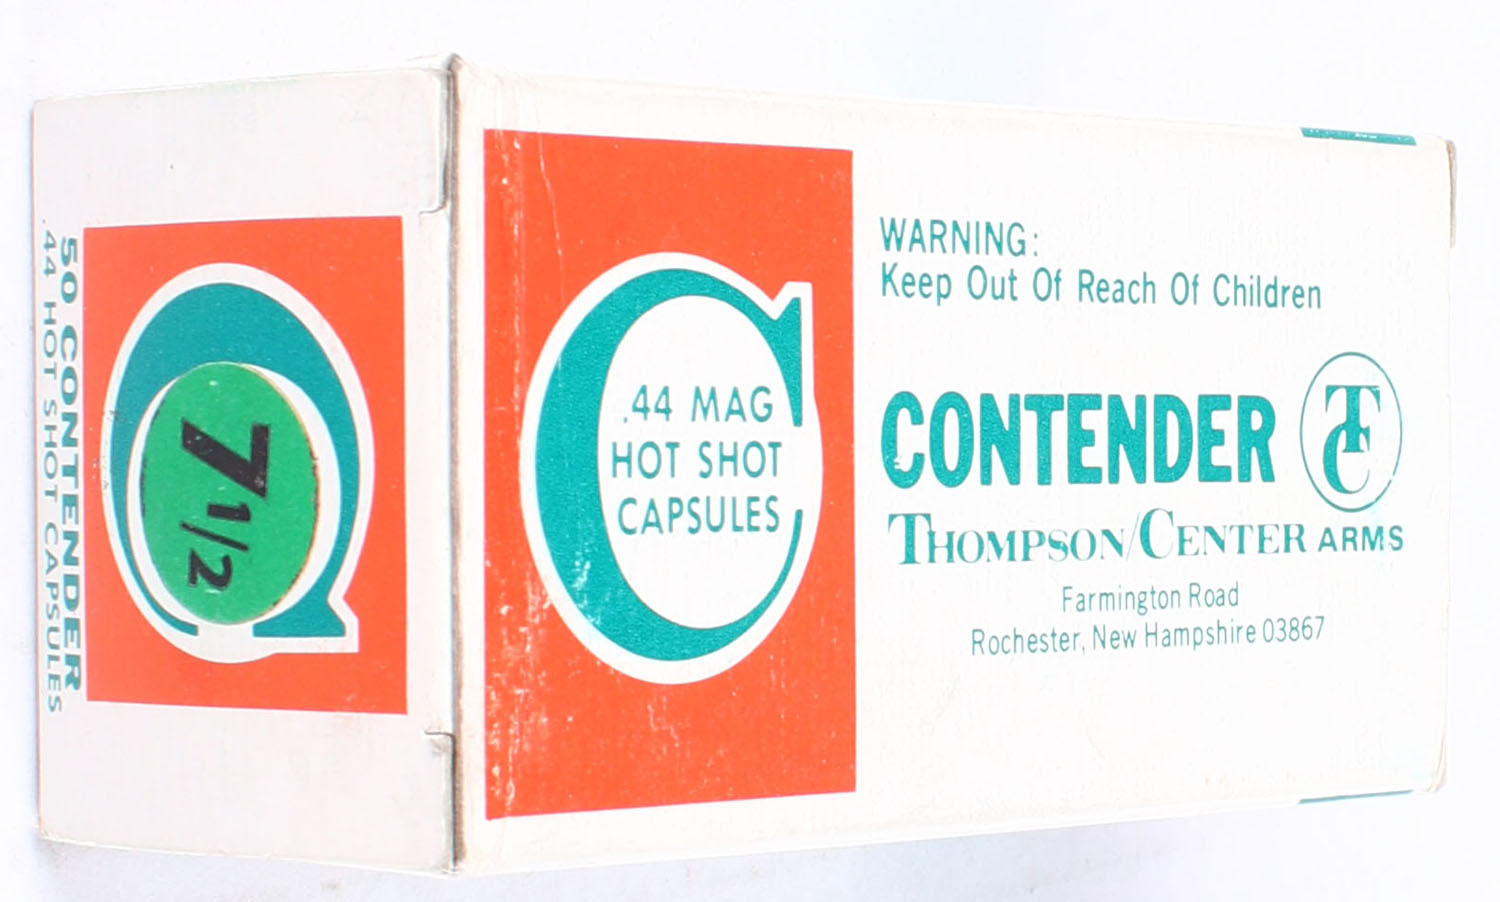 50 CONTENDER
.44 HOT SHOT CAPSULES
7 1/2
.44 MAG
HOT SHOT
CAPSULES
WARNING:
Keep Out Of Reach Of Children
CONTENDER
TC
THOMPSON/CENTER ARMS
Farmington Road
Rochester, New Hampshire 03867